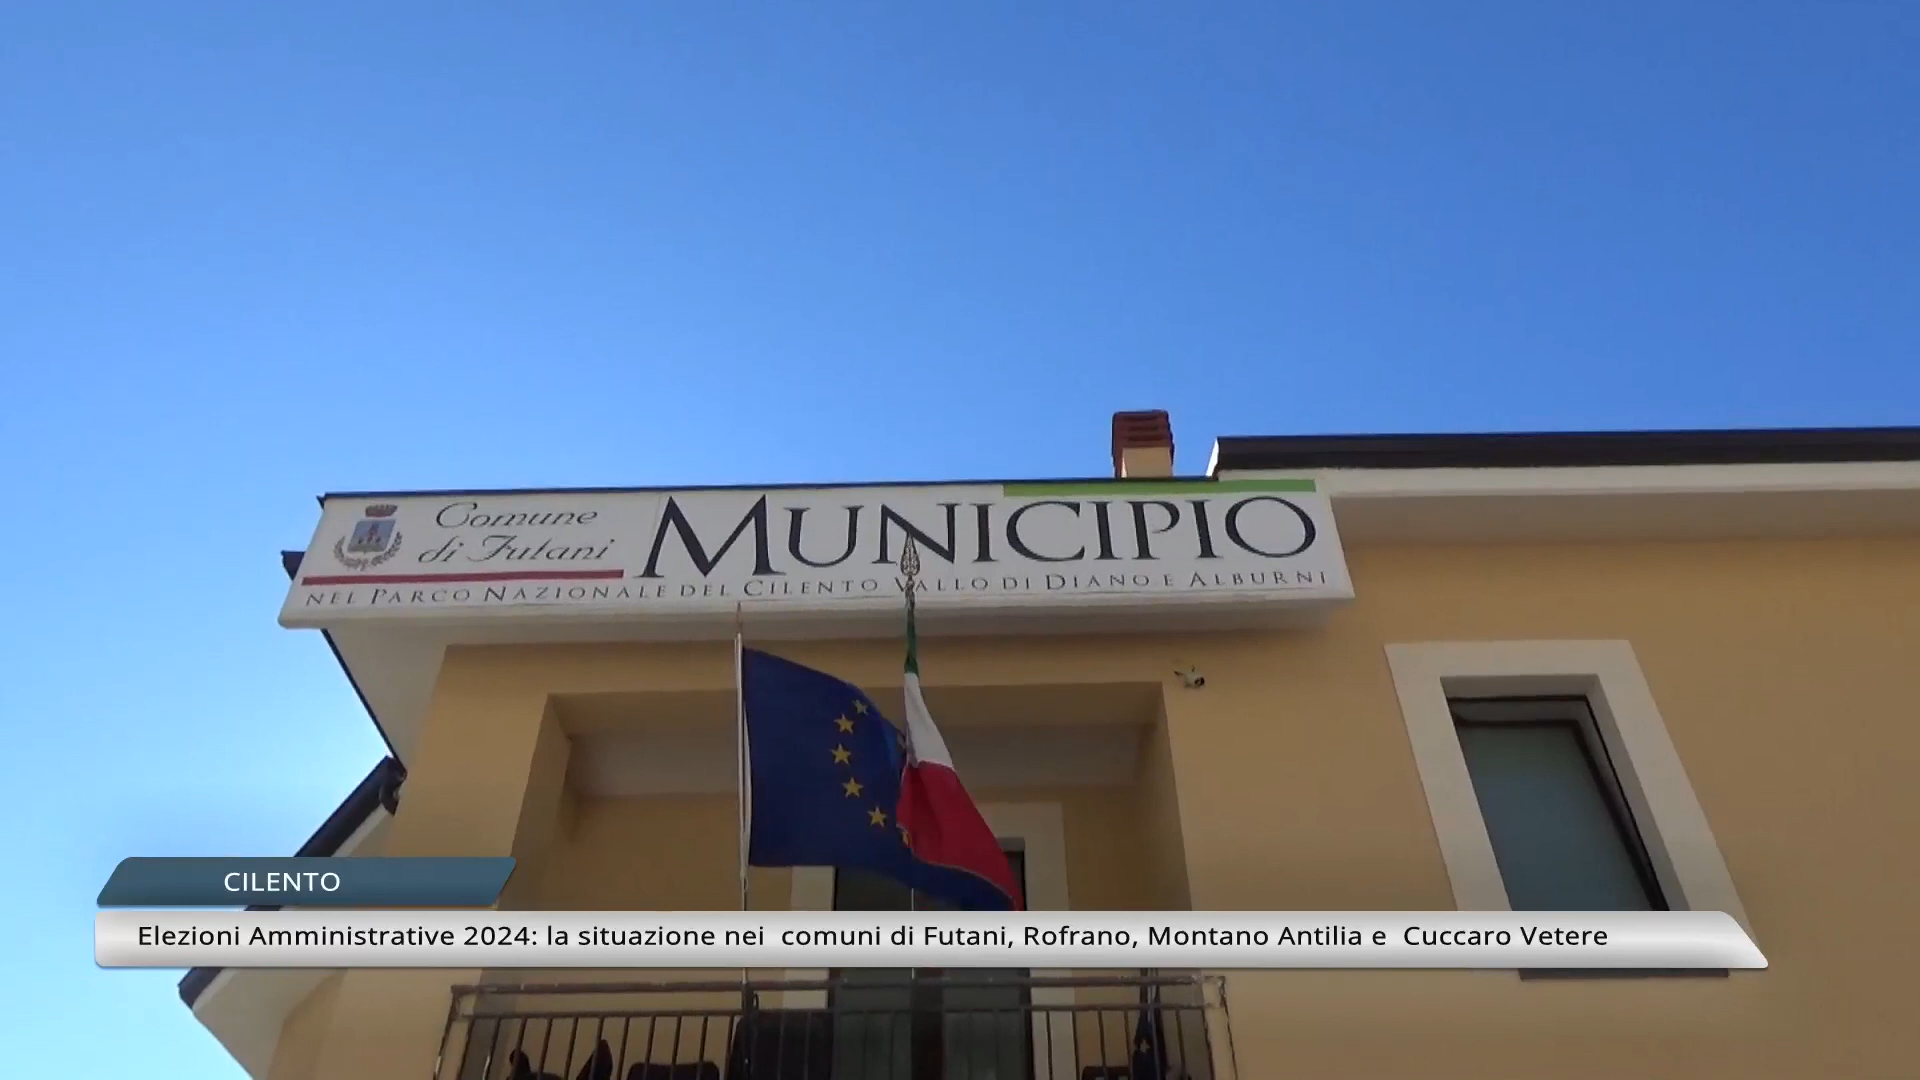 Comune
di Futani
MUNICIPIO
NEL PARCO NAZIONALE DEL CILENTO VALLO DI DIANO E ALBURNI
CILENTO
Elezioni Amministrative 2024: la situazione nei comuni di Futani, Rofrano, Montano Antilia e Cuccaro Vetere